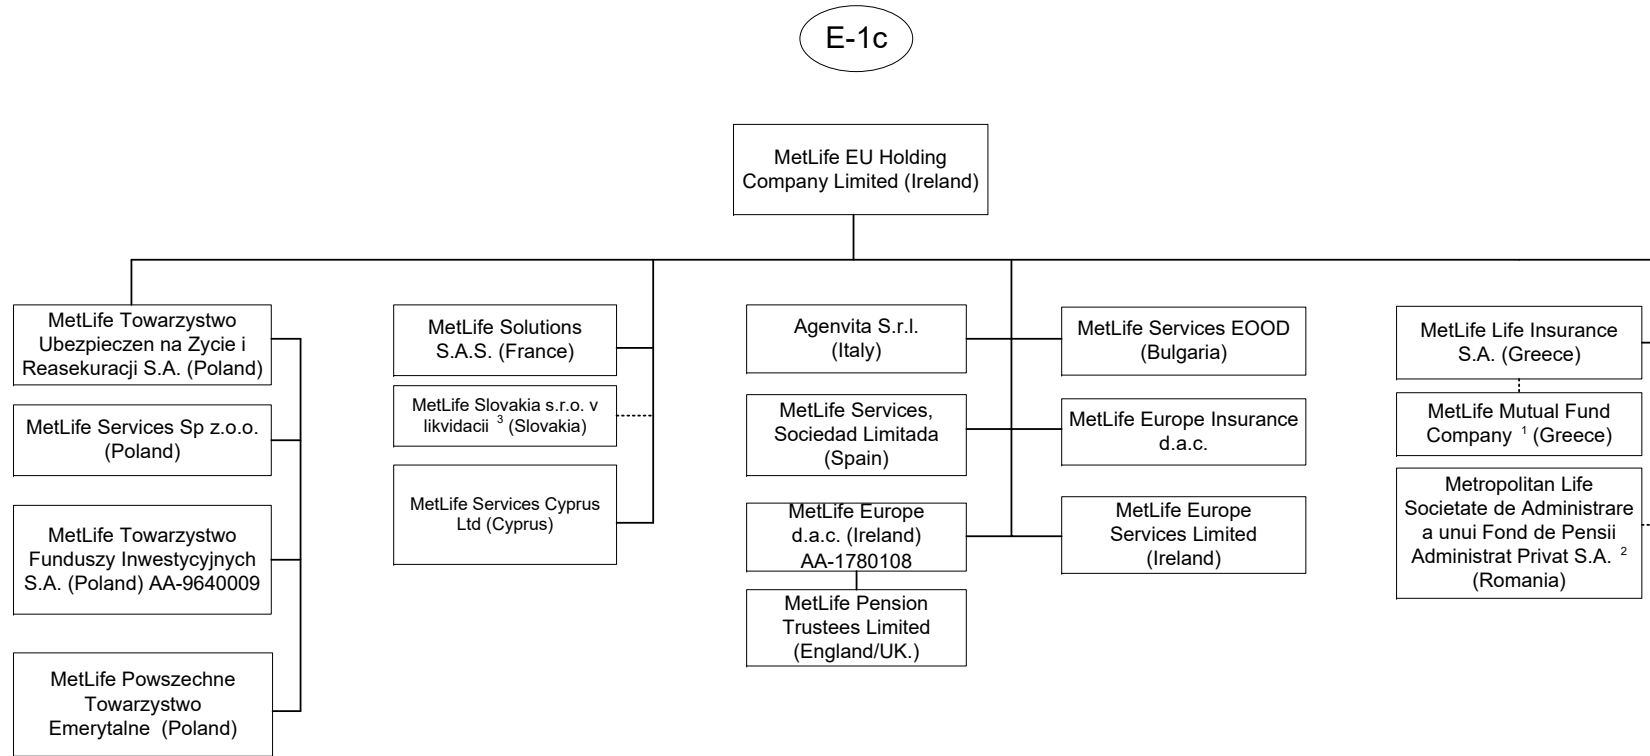 E-1c
MetLife EU Holding
Company Limited (Ireland)
MetLife Towarzystwo
Ubezpieczen na Zycie i
Reasekuracji S.A. (Poland)
MetLife Services Sp z.o.o.
(Poland)
MetLife Towarzystwo
Funduszy Inwestycyjnych
S.A. (Poland) AA-9640009
MetLife Powszechne
Towarzystwo
Emerytalne (Poland)
MetLife Solutions
S.A.S. (France)
MetLife Slovakia s.r.o. v
likvidacii 3 (Slovakia)
MetLife Services Cyprus
Ltd (Cyprus)
Agenvita S.r.l.
(Italy)
MetLife Services,
Sociedad Limitada
(Spain)
MetLife Europe
d.a.c. (Ireland)
AA-1780108
MetLife Pension
Trustees Limited
(England/UK.)
MetLife Services EOOD
(Bulgaria)
MetLife Europe Insurance
d.a.c.
MetLife Europe
Services Limited
(Ireland)
MetLife Life Insurance
S.A. (Greece)
MetLife Mutual Fund
Company 1 (Greece)
Metropolitan Life
Societate de Administrare
a unui Fond de Pensii
Administrat Privat S.A. 2
(Romania)